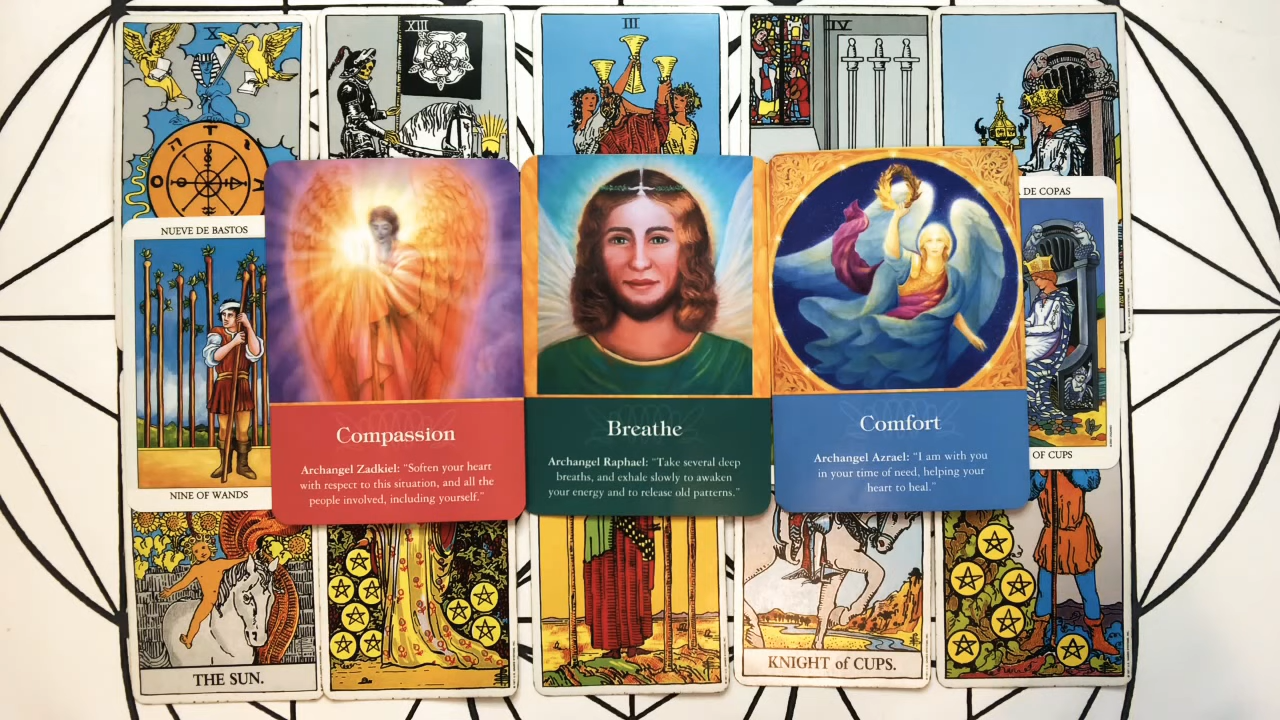 X
XIII
III
IV
NUEVE DE BASTOS
DE COPAS
NINE OF WANDS
OF CUPS
Compassion
Archangel Zadkiel: “Soften your heart
with respect to this situation, and all the
people involved, including yourself.”
Breathe
Archangel Raphael: “Take several deep
breaths, and exhale slowly to awaken
your energy and to release old patterns.”
Comfort
Archangel Azrael: “I am with you
in your time of need, helping your
heart to heal.”
THE SUN.
KNIGHT of CUPS.